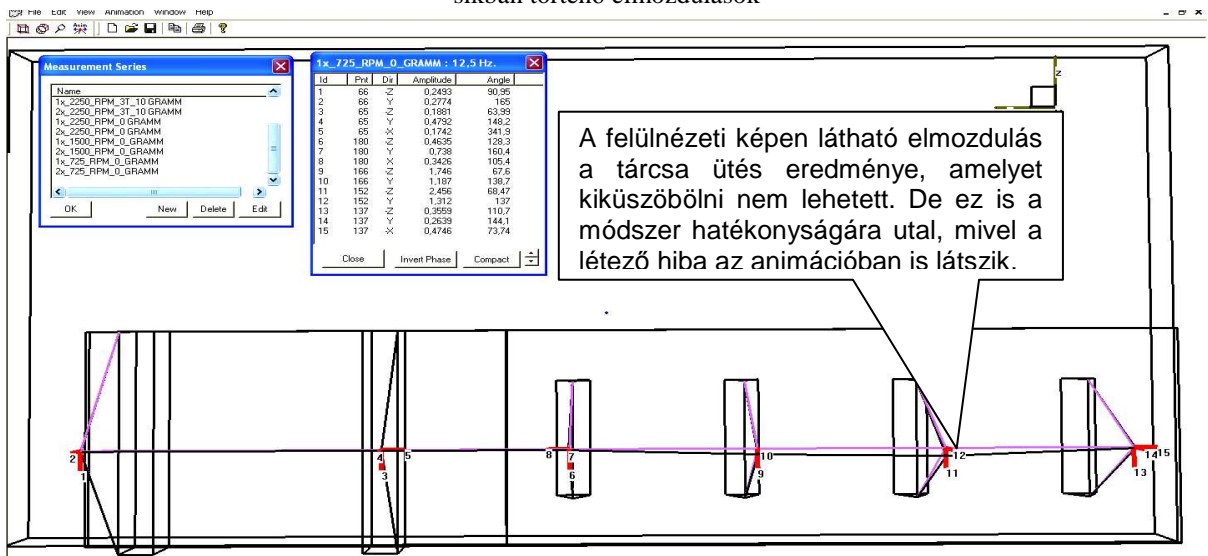 síkban történő elmozdulások
File Edit View Animation Window Help
Measurement Series
Name
1x_2250_RPM_3T_10 GRAMM
2x_2250_RPM_3T_10 GRAMM
1x_2250_RPM_0 GRAMM
2x_2250_RPM_0 GRAMM
1x_1500_RPM_0_GRAMM
2x_1500_RPM_0_GRAMM
1x_725_RPM_0_GRAMM
2x_725_RPM_0_GRAMM
OK New Delete Edit
1x_725_RPM_0_GRAMM : 12,5 Hz.
Id Pnt Dir Amplitude Angle
1 66 -Z 0,2493 90,95
2 66 Y 0,2774 165
3 65 -Z 0,1881 63,99
4 65 Y 0,4792 148,2
5 65 -X 0,1742 341,9
6 180 -Z 0,4635 128,3
7 180 Y 0,738 160,4
8 180 X 0,3426 105,4
9 166 -Z 1,746 67,6
10 166 Y 1,187 138,7
11 152 -Z 2,456 68,47
12 152 Y 1,312 137
13 137 -Z 0,3559 110,7
14 137 Y 0,2639 144,1
15 137 -X 0,4746 73,74
Close Invert Phase Compact
Z
A felülnézeti képen látható elmozdulás
a tárcsa ütés eredménye, amelyet
kiküszöbölni nem lehetett. De ez is a
módszer hatékonyságára utal, mivel a
létező hiba az animációban is látszik.
2 4 5 8 7 10 12 14 15
1 3 6 9 11 13